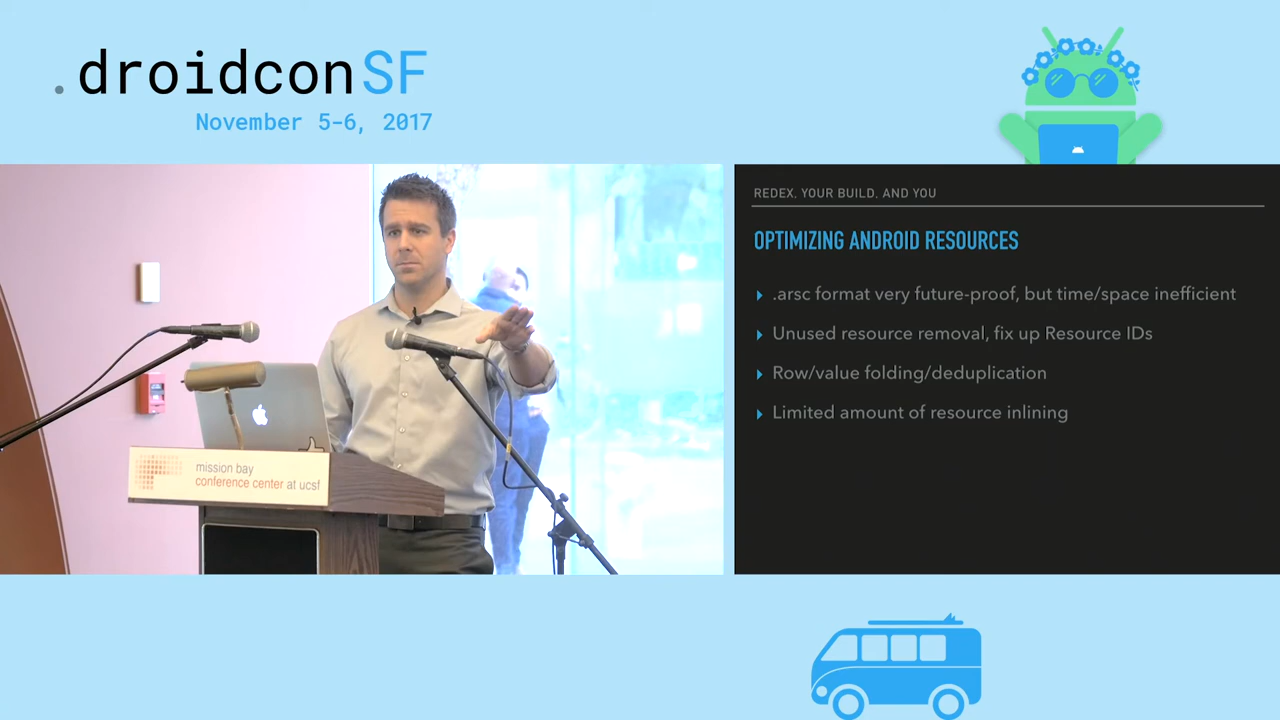 .droidconSF
November 5-6, 2017
REDEX, YOUR BUILD, AND YOU
OPTIMIZING ANDROID RESOURCES
.arsc format very future-proof, but time/space inefficient
Unused resource removal, fix up Resource IDs
Row/value folding/deduplication
Limited amount of resource inlining
mission bay
conference center at ucsf